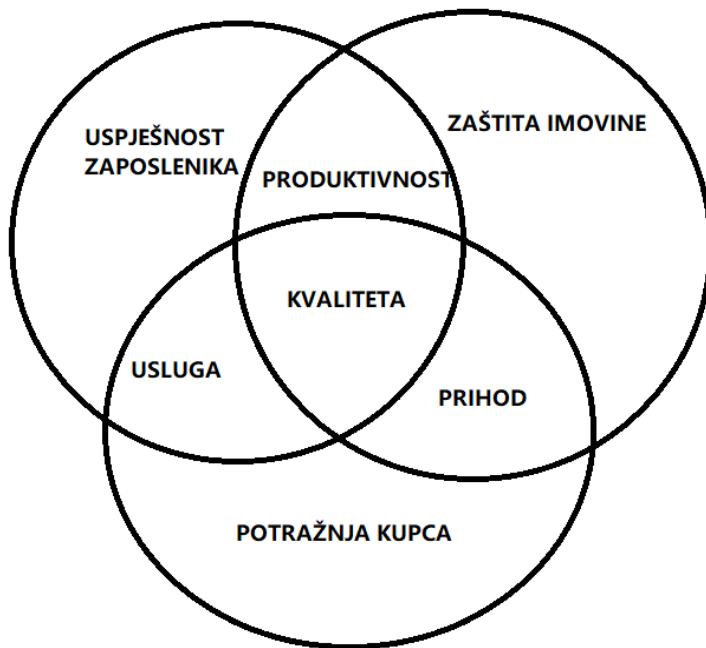 USPJEŠNOST
ZAPOSLENIKA
ZAŠTITA IMOVINE
PRODUKTIVNOST
KVALITETA
USLUGA
PRIHOD
POTRAŽNJA KUPCA